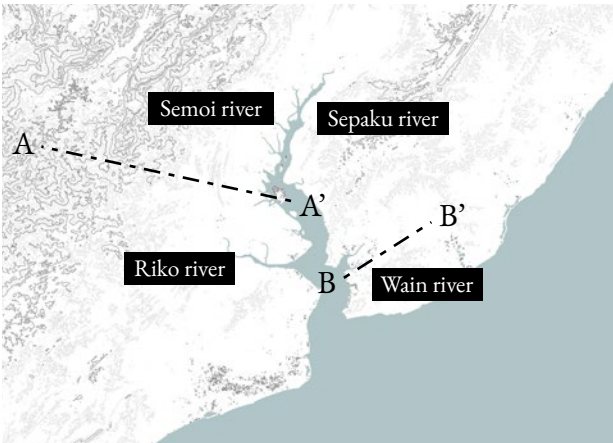 Semoi river
Sepaku river
A
A’
B’
Riko river
B
Wain river